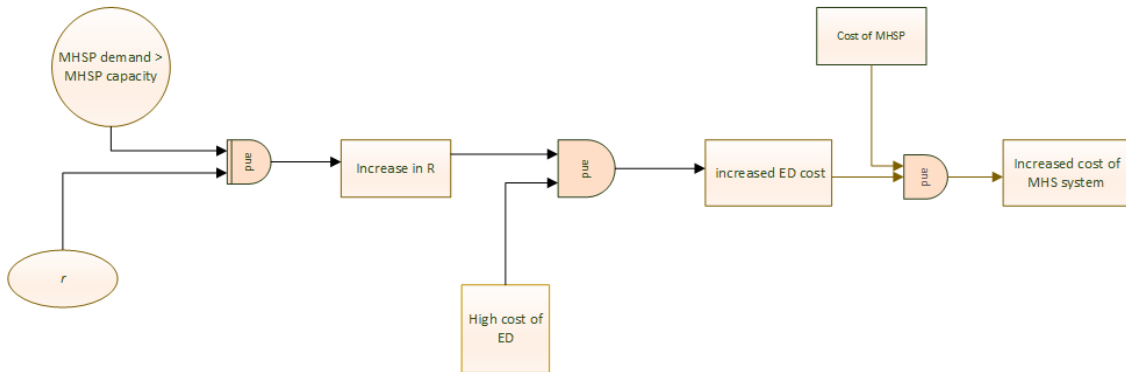 MHSP demand >
MHSP capacity
r
and
Increase in R
High cost of
ED
and
increased ED cost
Cost of MHSP
and
Increased cost of
MHS system